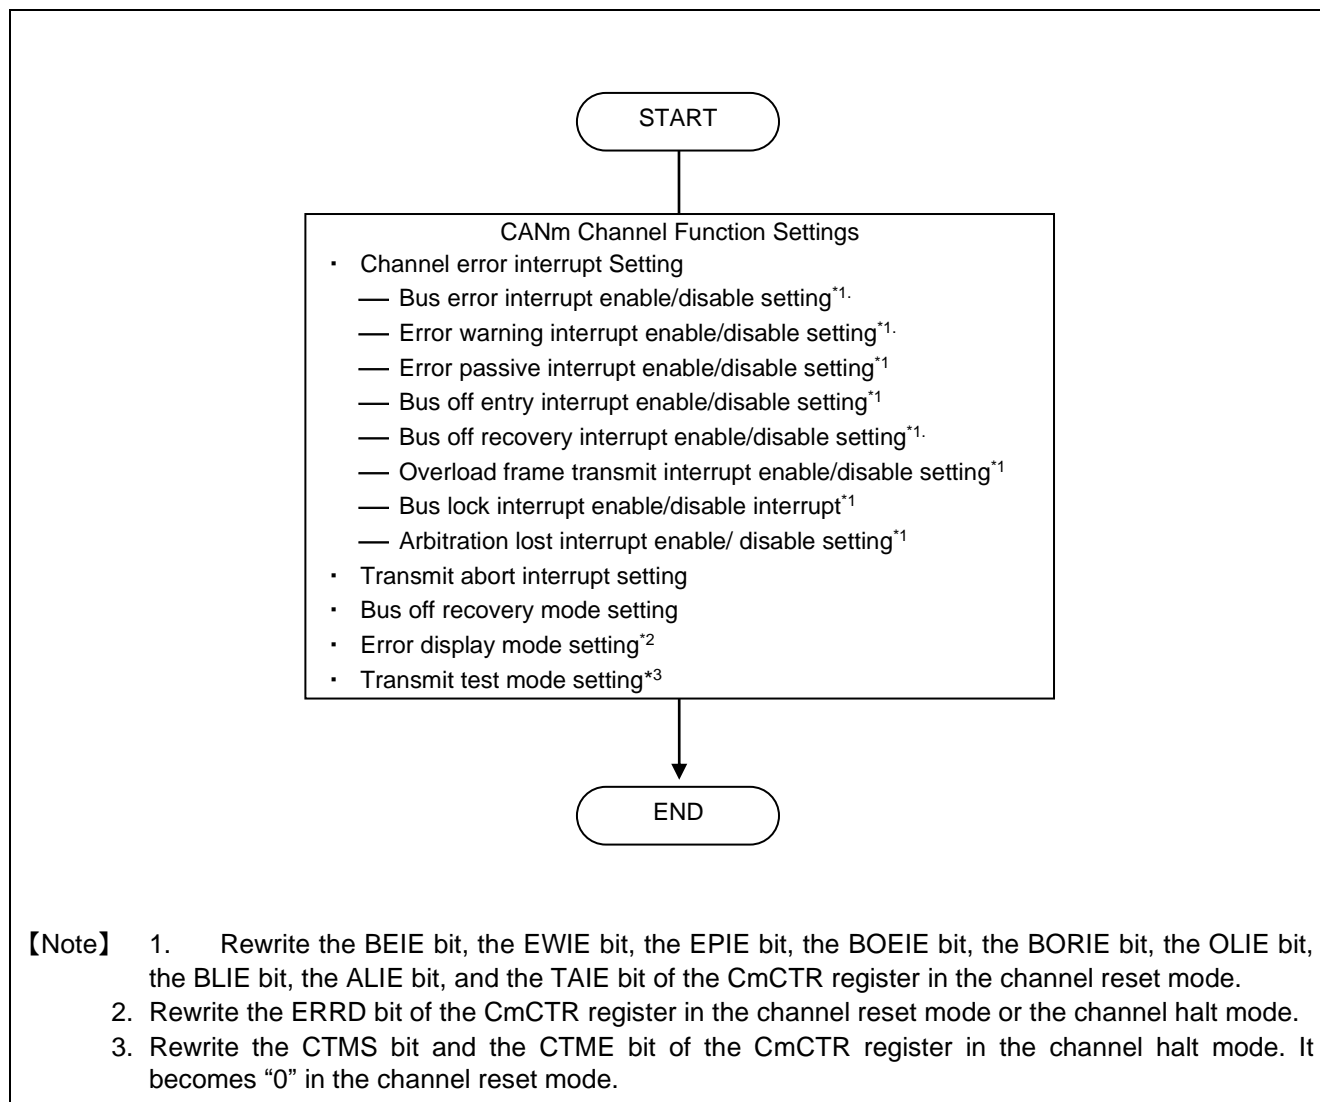 START
CANm Channel Function Settings
・ Channel error interrupt Setting
— Bus error interrupt enable/disable setting*1.
— Error warning interrupt enable/disable setting*1.
— Error passive interrupt enable/disable setting*1
— Bus off entry interrupt enable/disable setting*1
— Bus off recovery interrupt enable/disable setting*1.
— Overload frame transmit interrupt enable/disable setting*1
— Bus lock interrupt enable/disable interrupt*1
— Arbitration lost interrupt enable/ disable setting*1
・ Transmit abort interrupt setting
・ Bus off recovery mode setting
・ Error display mode setting*2
・ Transmit test mode setting*3
END
【Note】 1. Rewrite the BEIE bit, the EWIE bit, the EPIE bit, the BOEIE bit, the BORIE bit, the OLIE bit,
the BLIE bit, the ALIE bit, and the TAIE bit of the CmCTR register in the channel reset mode.
2. Rewrite the ERRD bit of the CmCTR register in the channel reset mode or the channel halt mode.
3. Rewrite the CTMS bit and the CTME bit of the CmCTR register in the channel halt mode. It
becomes “0” in the channel reset mode.